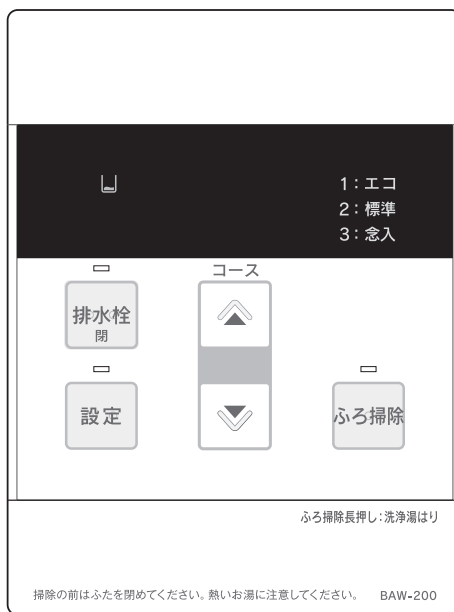 1：エコ
2：標準
3：念入
コース
排水栓
閉
設定
ふろ掃除
ふろ掃除長押し：洗浄湯はり
掃除の前はふたを閉めてください。熱いお湯に注意してください。 BAW-200